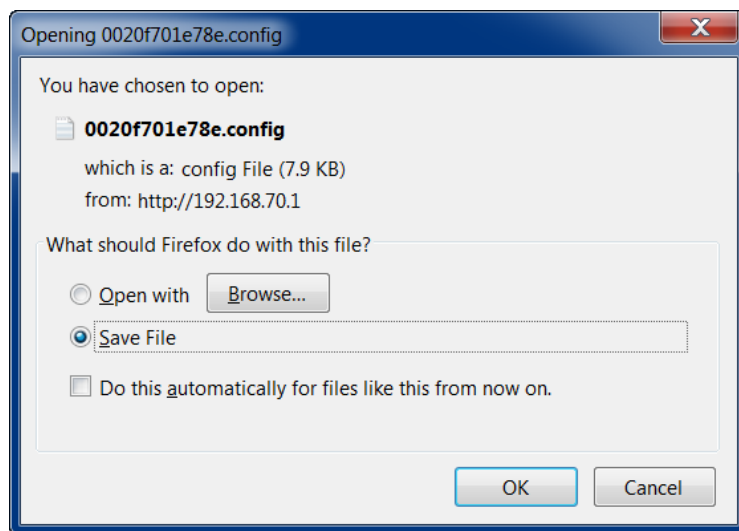 Opening 0020f701e78e.config
X
You have chosen to open:
0020f701e78e.config
which is a: config File (7.9 KB)
from: http://192.168.70.1
What should Firefox do with this file?
Open with Browse...
Save File
Do this automatically for files like this from now on.
OK Cancel